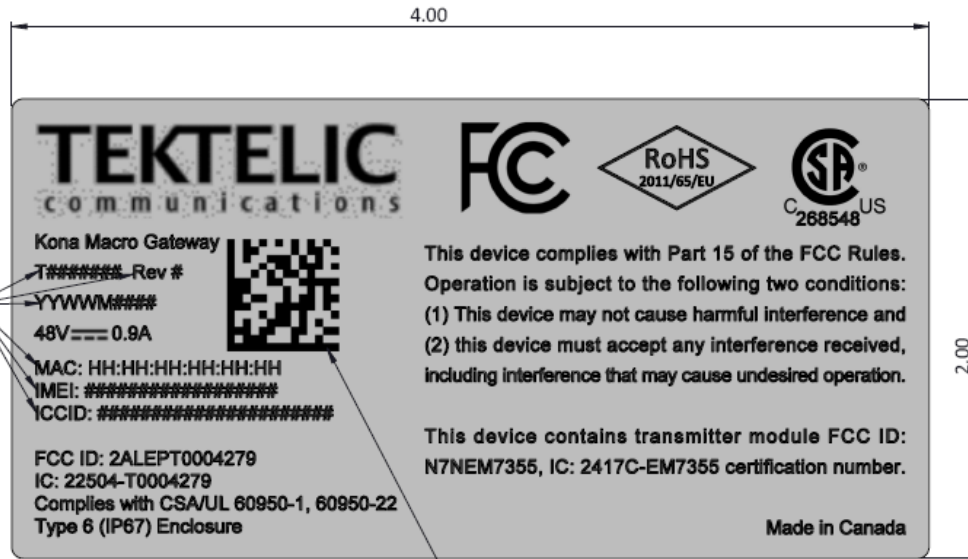 4.00
TEKTELIC
communications
FC
RoHS
2011/65/EU
SA
®
C US
268548
Kona Macro Gateway
T####### Rev #
YYWWM####
48V 0.9A
MAC: HH:HH:HH:HH:HH:HH
IMEI: ##################
ICCID: ######################
FCC ID: 2ALEPT0004279
IC: 22504-T0004279
Complies with CSA/UL 60950-1, 60950-22
Type 6 (IP67) Enclosure
This device complies with Part 15 of the FCC Rules.
Operation is subject to the following two conditions:
(1) This device may not cause harmful interference and
(2) this device must accept any interference received,
including interference that may cause undesired operation.
This device contains transmitter module FCC ID:
N7NEM7355, IC: 2417C-EM7355 certification number.
Made in Canada
2.00